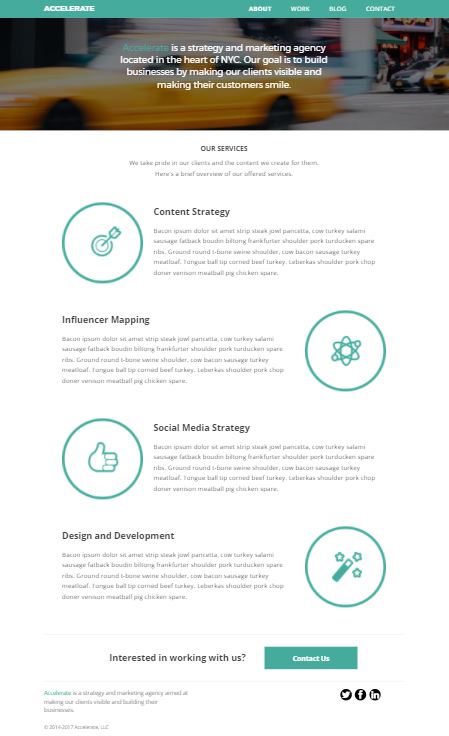 ACCELERATE
ABOUT WORK BLOG CONTACT
Accelerate is a strategy and marketing agency
located in the heart of NYC. Our goal is to build
businesses by making our clients visible and
making their customers smile.
OUR SERVICES
We take pride in our clients and the content we create for them.
Here's a brief overview of our offered services.
Content Strategy
Bacon ipsum dolor sit amet strip steak jowl pancetta, cow turkey salami
sausage fatback boudin biltong frankfurter shoulder pork turducken spare
ribs. Ground round t-bone swine shoulder, cow bacon sausage turkey
meatloaf. Tongue ball tip corned beef turkey. Leberkas shoulder pork chop
doner venison meatball pig chicken spare.
Influencer Mapping
Bacon ipsum dolor sit amet strip steak jowl pancetta, cow turkey salami
sausage fatback boudin biltong frankfurter shoulder pork turducken spare
ribs. Ground round t-bone swine shoulder, cow bacon sausage turkey
meatloaf. Tongue ball tip corned beef turkey. Leberkas shoulder pork chop
doner venison meatball pig chicken spare.
Social Media Strategy
Bacon ipsum dolor sit amet strip steak jowl pancetta, cow turkey salami
sausage fatback boudin biltong frankfurter shoulder pork turducken spare
ribs. Ground round t-bone swine shoulder, cow bacon sausage turkey
meatloaf. Tongue ball tip corned beef turkey. Leberkas shoulder pork chop
doner venison meatball pig chicken spare.
Design and Development
Bacon ipsum dolor sit amet strip steak jowl pancetta, cow turkey salami
sausage fatback boudin biltong frankfurter shoulder pork turducken spare
ribs. Ground round t-bone swine shoulder, cow bacon sausage turkey
meatloaf. Tongue ball tip corned beef turkey. Leberkas shoulder pork chop
doner venison meatball pig chicken spare.
Interested in working with us? Contact Us
Accelerate is a strategy and marketing agency aimed at
making our clients visible and building their
businesses.
© 2014-2017 Accelerate, LLC